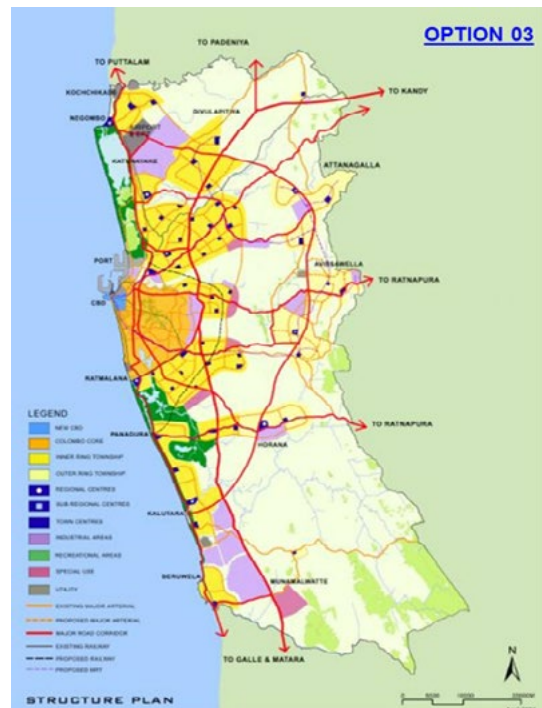 OPTION 03
TO PADENIYA
TO PUTTALAM
KOCHCHIKADE
TO KANDY
DIVULAPITIYA
NEGOMBO
AIRPORT
ATTANAGALLA
PORT
AVISSAWELLA
TO RATNAPURA
CBD
RATMALANA
LEGEND
NEW CBD
COLOMBO CORE
INNER RING TOWNSHIP
OUTER RING TOWNSHIP
REGIONAL CENTRES
SUB REGIONAL CENTRES
TOWN CENTRES
INDUSTRIAL AREAS
RECREATIONAL AREAS
SPECIAL USE
UTILITY
EXISTING MAJOR ARTERIAL
PROPOSED MAJOR ARTERIAL
MAJOR ROAD CORRIDOR
EXISTING RAILWAY
PROPOSED RAILWAY
PROPOSED MRT
PANADURA
TO RATNAPURA
HORANA
KALUTARA
BERUWELA
MUNAMALWATTE
TO GALLE & MATARA
N
STRUCTURE PLAN